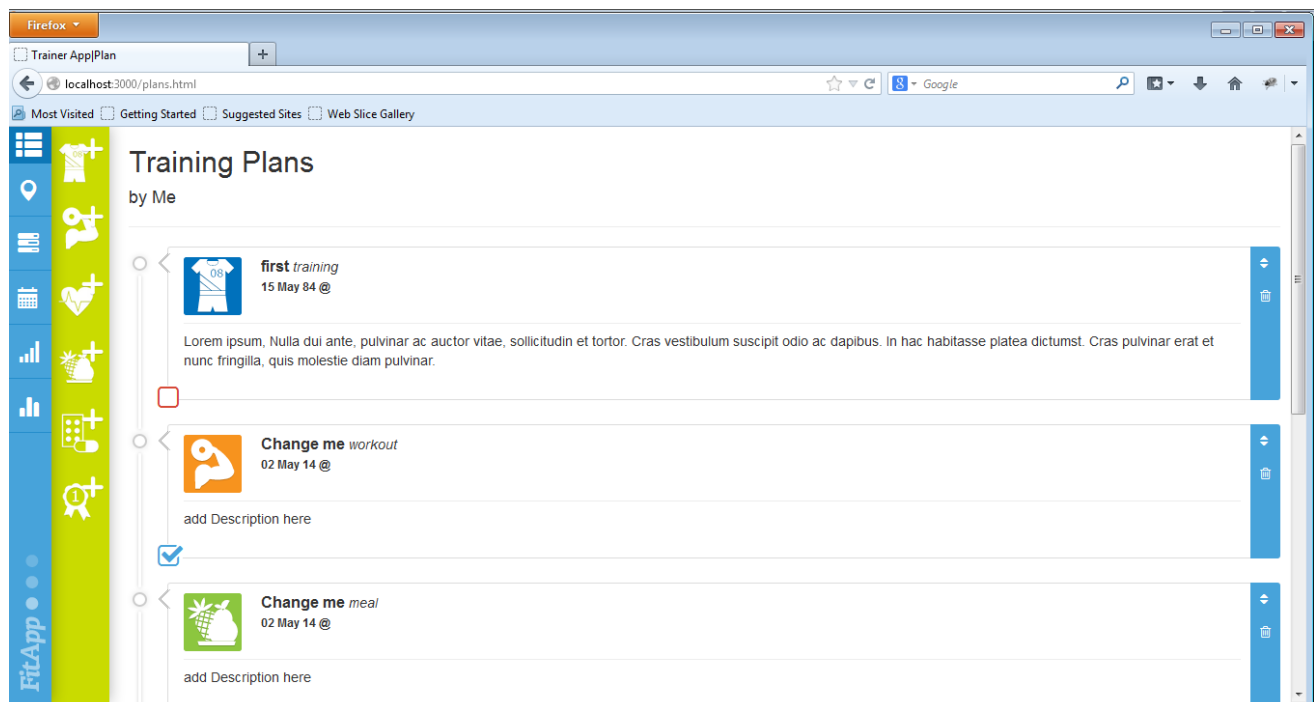 Firefox
Trainer App|Plan
localhost:3000/plans.html
Google
Most Visited Getting Started Suggested Sites Web Slice Gallery
Training Plans
by Me
first training
15 May 84 @
08
08
Lorem ipsum, Nulla dui ante, pulvinar ac auctor vitae, sollicitudin et tortor. Cras vestibulum suscipit odio ac dapibus. In hac habitasse platea dictumst. Cras pulvinar erat et
nunc fringilla, quis molestie diam pulvinar.
Change me workout
02 May 14 @
add Description here
1
Change me meal
02 May 14 @
add Description here
FitApp